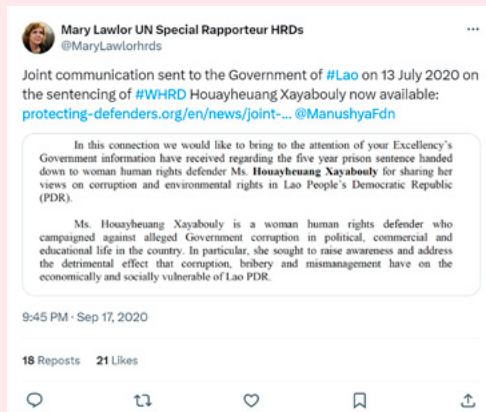 Mary Lawlor UN Special Rapporteur HRDs
@MaryLawlorhrds
Joint communication sent to the Government of #Lao on 13 July 2020 on
the sentencing of #WHRD Houayheuang Xayabouly now available:
protecting-defenders.org/en/news/joint-... @ManushyaFdn
In this connection we would like to bring to the attention of your Excellency's
Government information have received regarding the five year prison sentence handed
down to woman human rights defender Ms. Houayheuang Xayabouly for sharing her
views on corruption and environmental rights in Lao People's Democratic Republic
(PDR).
Ms. Houayheuang Xayabouly is a woman human rights defender who
campaigned against alleged Government corruption in political, commercial and
educational life in the country. In particular, she sought to raise awareness and address
the detrimental effect that corruption, bribery and mismanagement have on the
economically and socially vulnerable of Lao PDR.
9:45 PM · Sep 17, 2020
18 Reposts 21 Likes